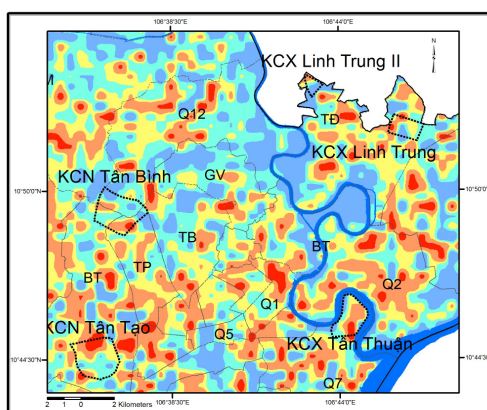 106°38'30"E
106°44'0"E
KCX Linh Trung II
N
TĐ
Q12
KCX Linh Trung
GV
KCN Tân Bình
10°50'0"N
10°50'0"N
TB
BT
TP
BT
Q2
Q1
KCN Tân Tạo
Q5
KCX Tân Thuận
10°44'30"N
10°44'30"N
Q7
2 1 0 2 Kilometers
106°38'30"E
106°44'0"E